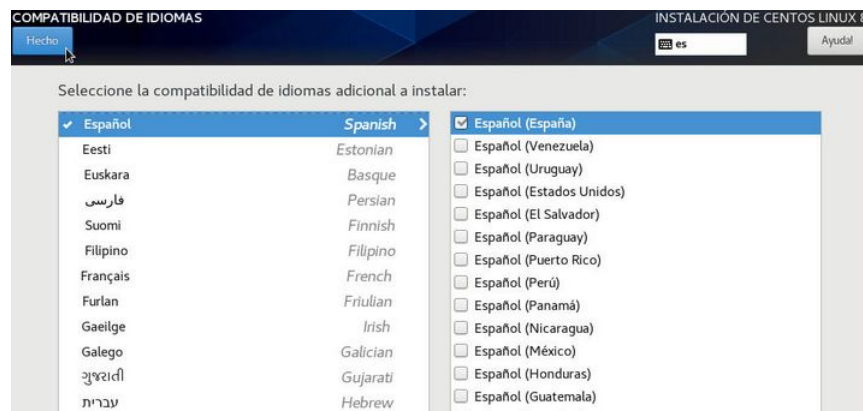 COMPATIBILIDAD DE IDIOMAS
INSTALACIÓN DE CENTOS LINUX 8
Hecho
es
Ayuda!
Seleccione la compatibilidad de idiomas adicional a instalar:
Español Spanish
Eesti Estonian
Euskara Basque
فارسی Persian
Suomi Finnish
Filipino Filipino
Français French
Furlan Friulian
Gaeilge Irish
Galego Galician
ગુજરાતી Gujarati
עברית Hebrew
Español (España)
Español (Venezuela)
Español (Uruguay)
Español (Estados Unidos)
Español (El Salvador)
Español (Paraguay)
Español (Puerto Rico)
Español (Perú)
Español (Panamá)
Español (Nicaragua)
Español (México)
Español (Honduras)
Español (Guatemala)